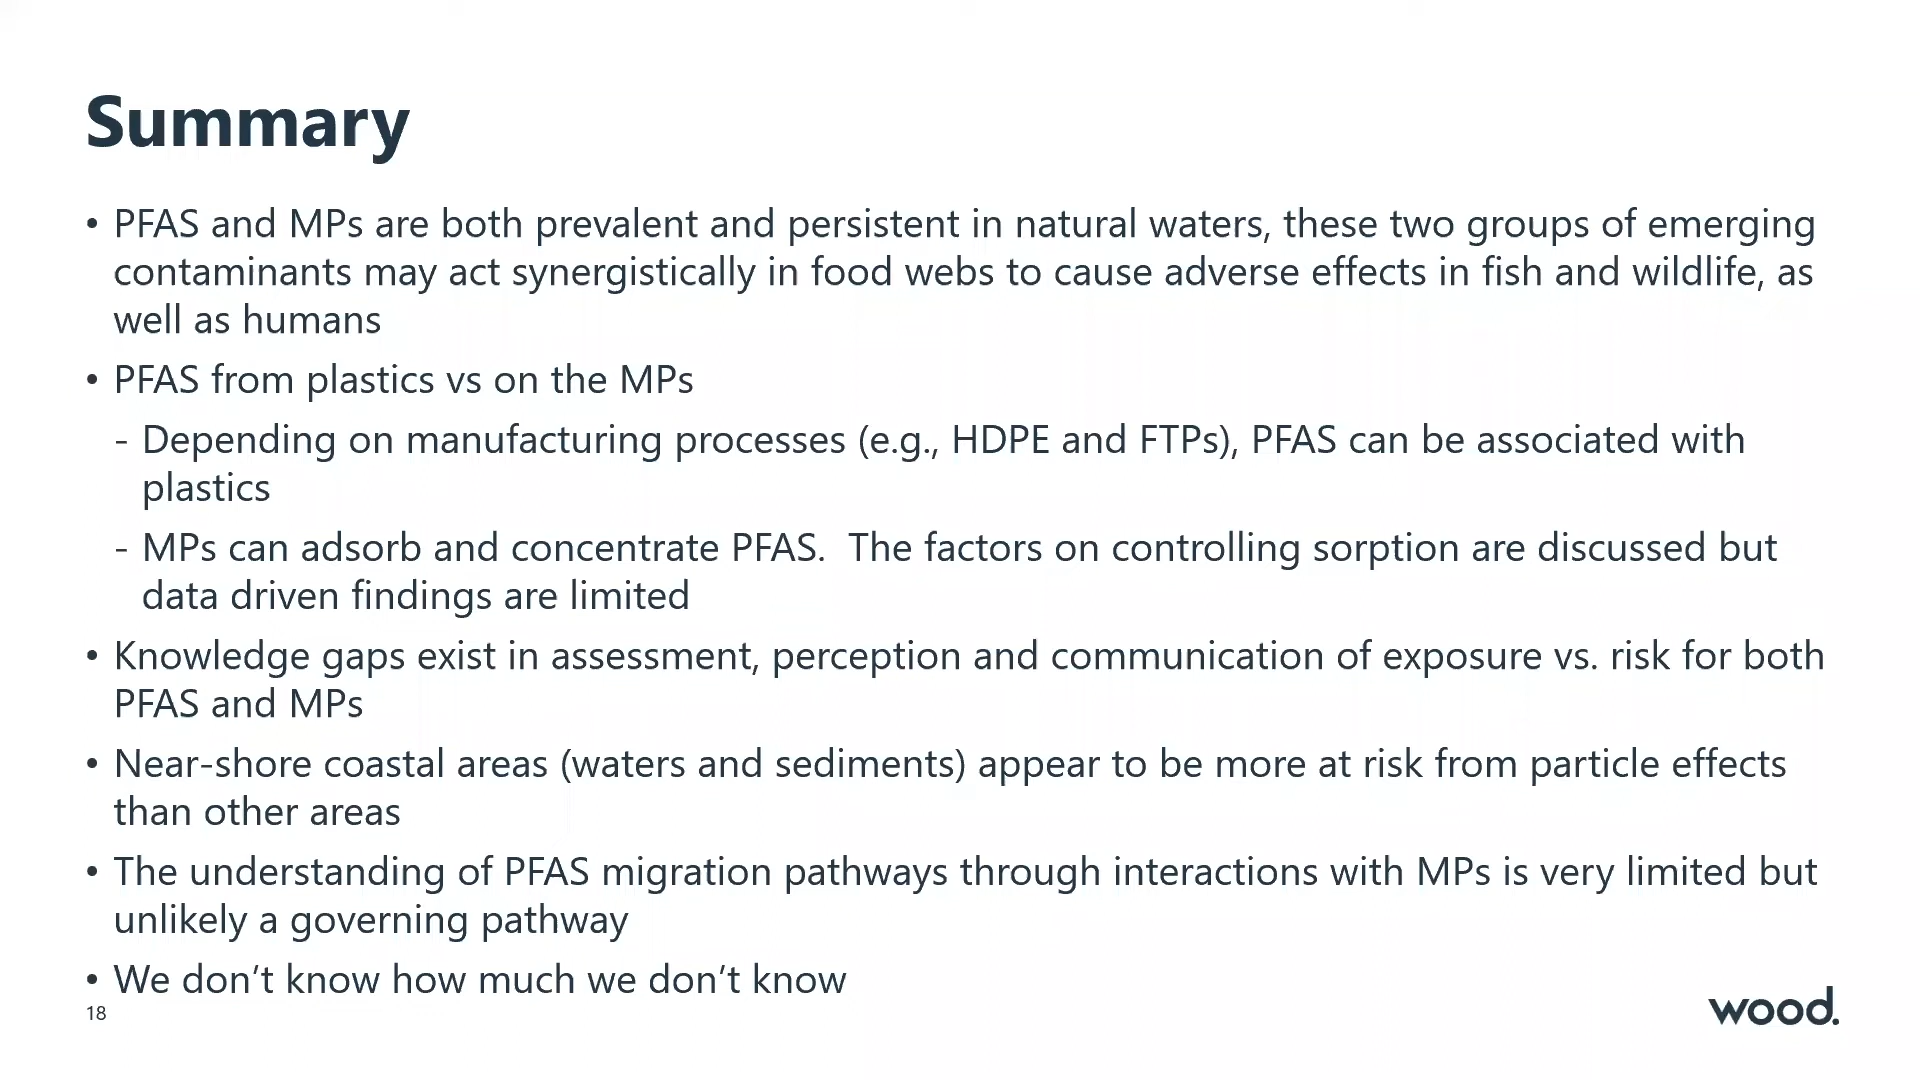 Summary
• PFAS and MPs are both prevalent and persistent in natural waters, these two groups of emerging
contaminants may act synergistically in food webs to cause adverse effects in fish and wildlife, as
well as humans
• PFAS from plastics vs on the MPs
- Depending on manufacturing processes (e.g., HDPE and FTPs), PFAS can be associated with
plastics
- MPs can adsorb and concentrate PFAS.  The factors on controlling sorption are discussed but
data driven findings are limited
• Knowledge gaps exist in assessment, perception and communication of exposure vs. risk for both
PFAS and MPs
• Near-shore coastal areas (waters and sediments) appear to be more at risk from particle effects
than other areas
• The understanding of PFAS migration pathways through interactions with MPs is very limited but
unlikely a governing pathway
• We don’t know how much we don’t know
18
wood.